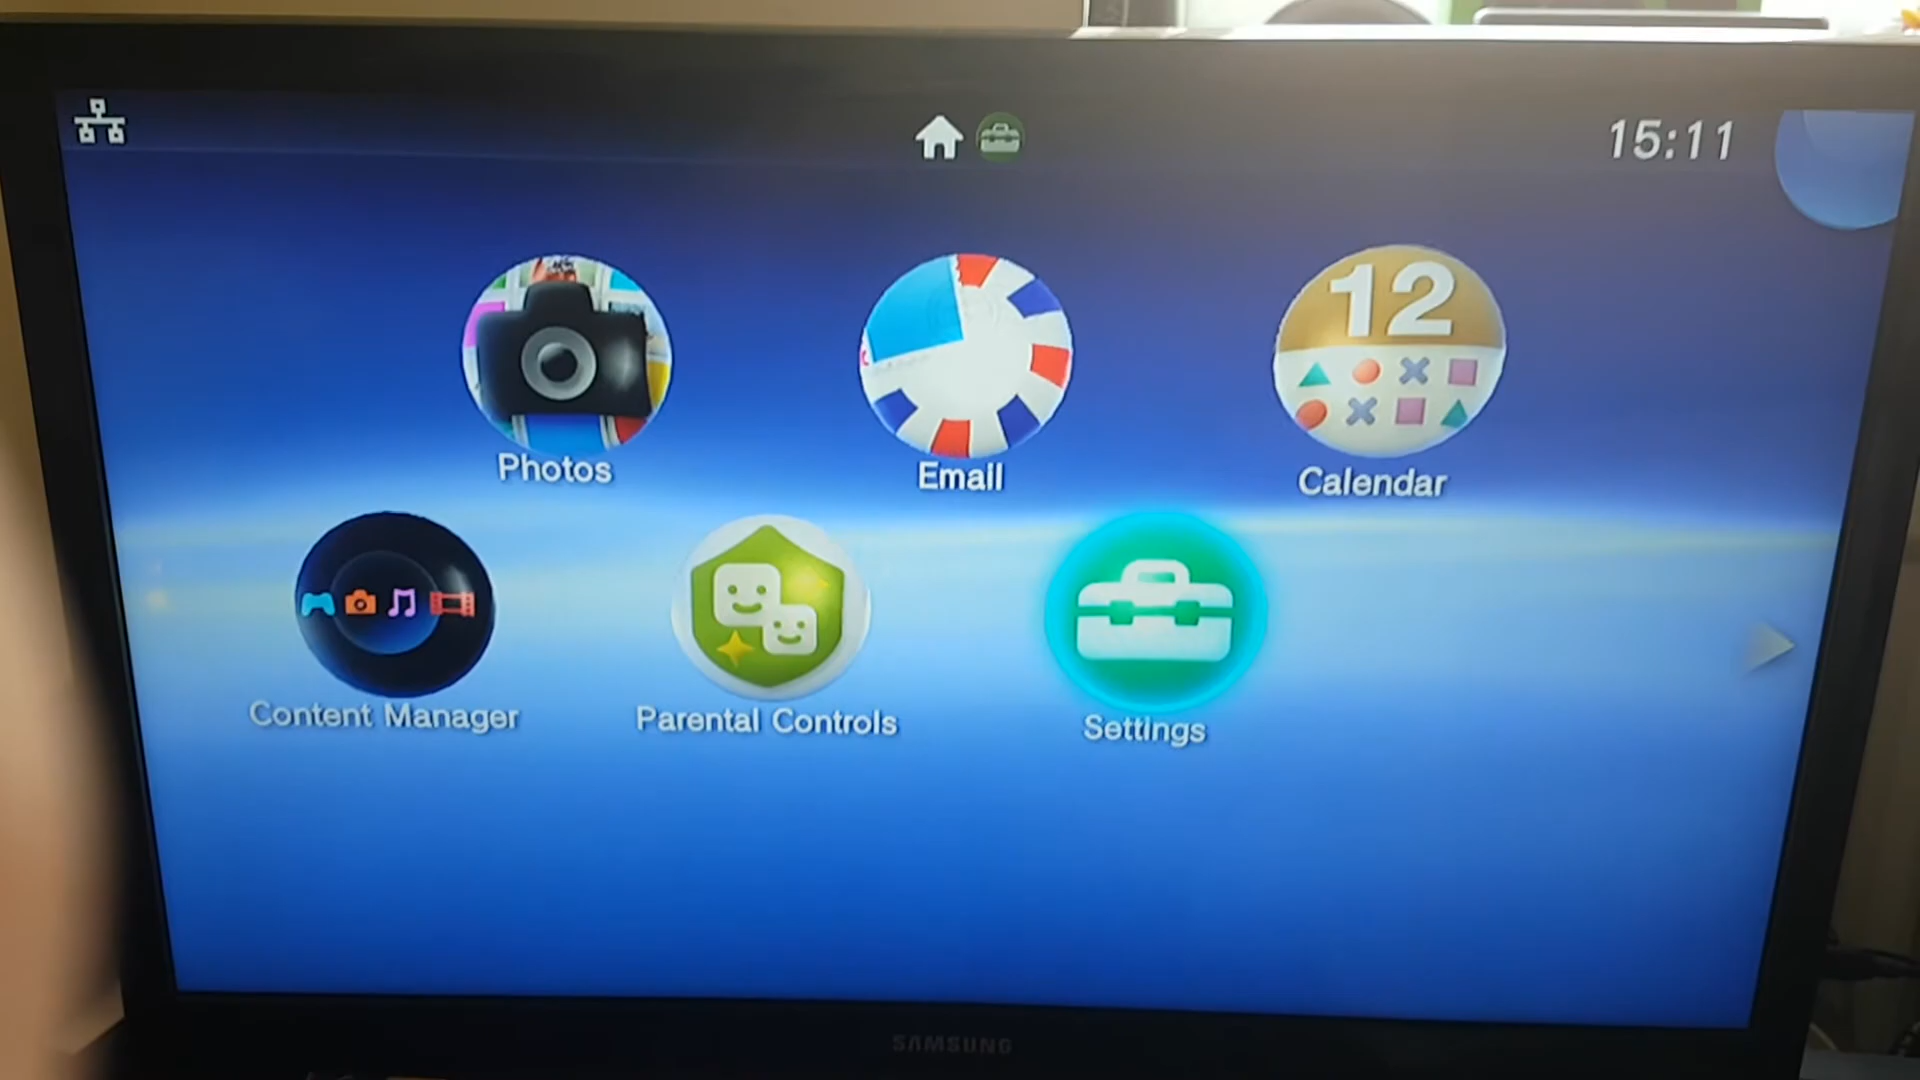 15:11
12
Photos
Email
Calendar
Content Manager
Parental Controls
Settings
SAMSUNG